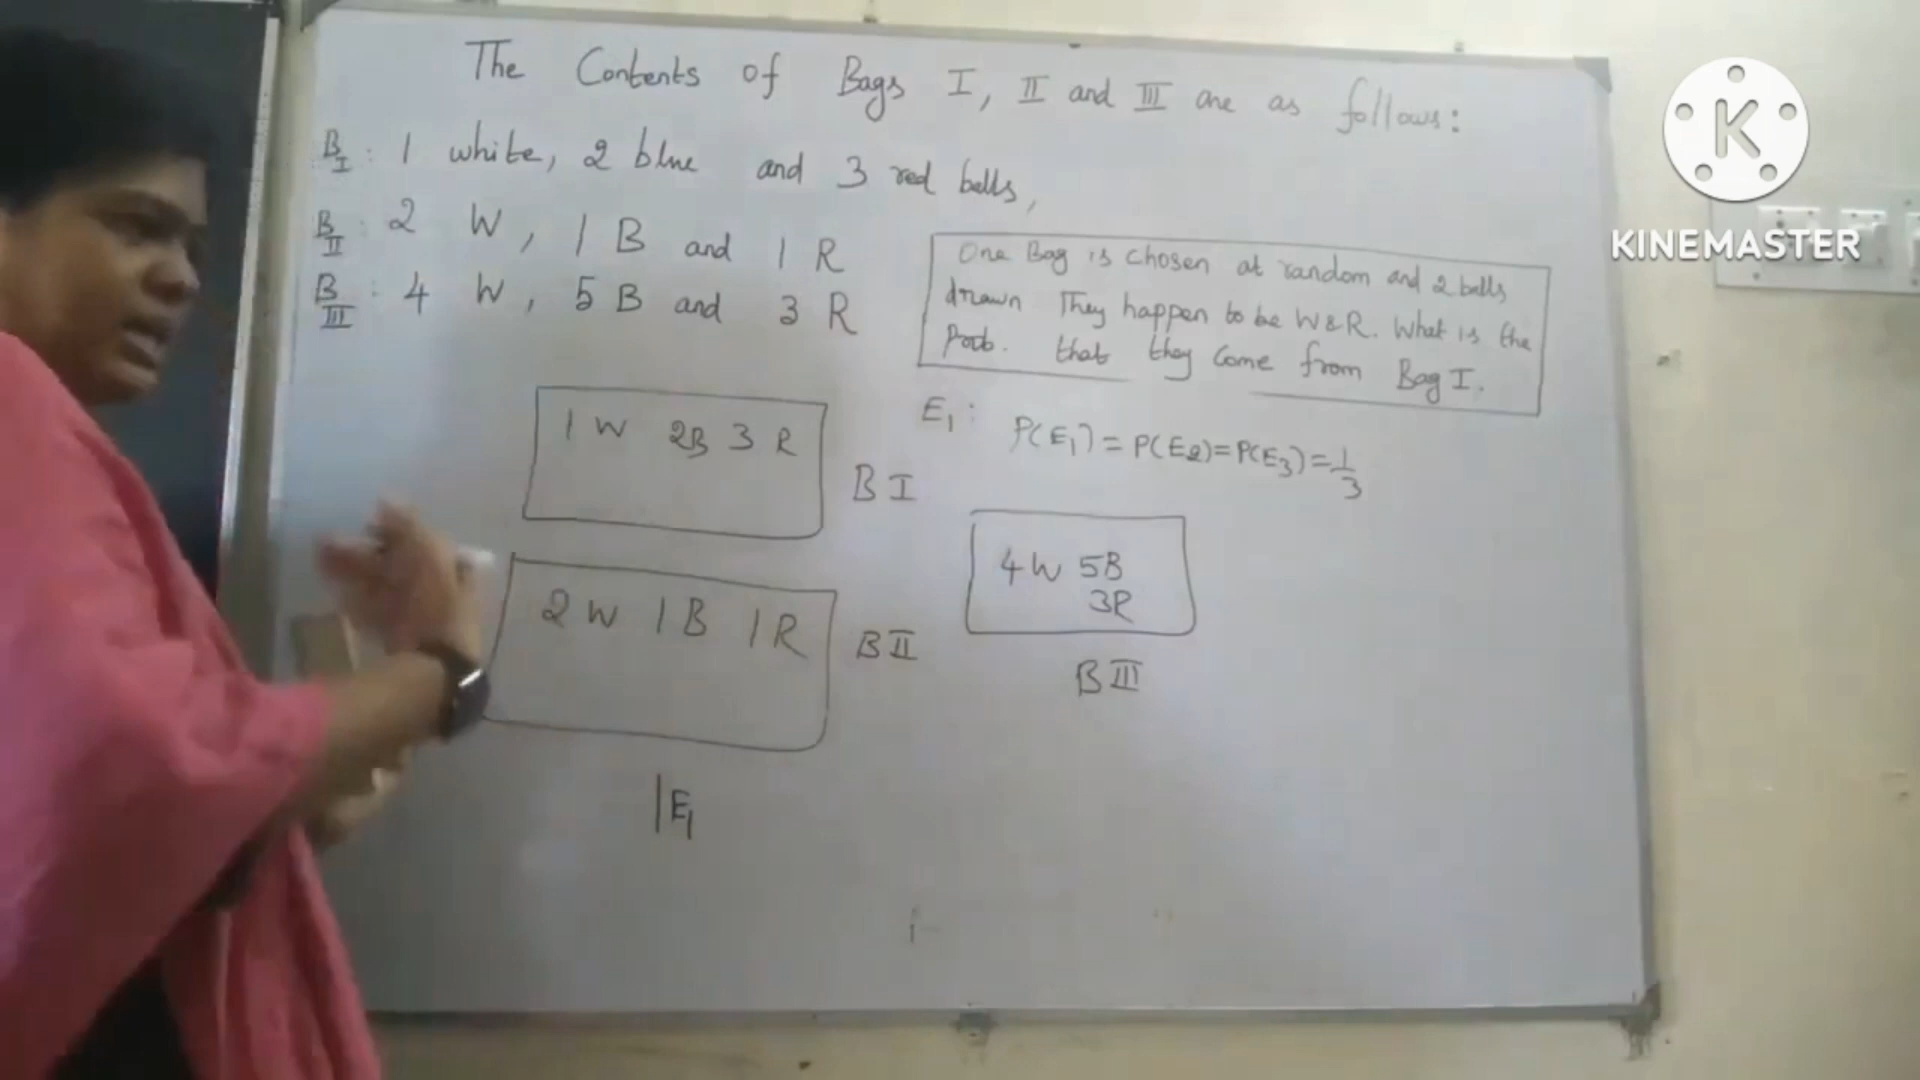 The Contents of Bags I, II and III are as follows:
B I : 1 white, 2 blue and 3 red balls,
B II : 2 W, 1 B and 1 R
B III : 4 W, 5 B and 3 R
One Bag is chosen at random and 2 balls
drawn They happen to be W & R. What is the
Prob. that they Come from Bag I.
1 W 2B 3 R
B I
E₁ :
P(E₁) = P(E₂) = P(E₃) = 1/3
2 W 1 B 1 R
B II
4 W 5B
3R
B III
|E₁
K
KINEMASTER